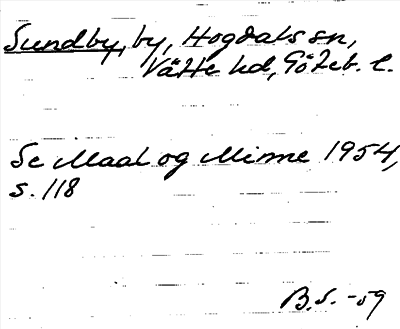 Sundby, by, Hogdals sn,
Vätte hd, Göteb. l.
Se Maal og Minne 1954,
s. 118
B.S. -59